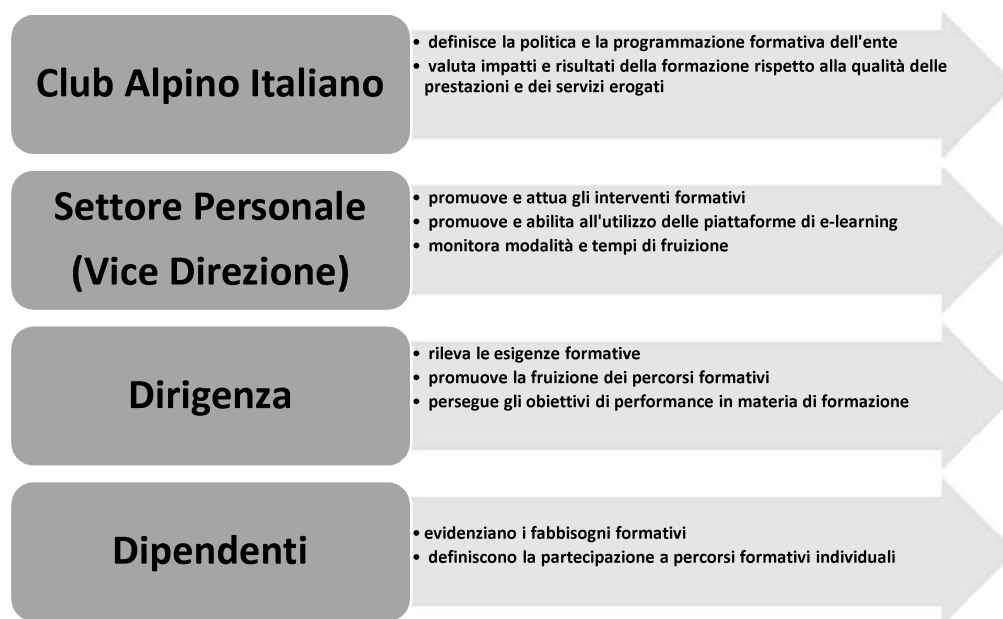 Club Alpino Italiano
• definisce la politica e la programmazione formativa dell'ente
• valuta impatti e risultati della formazione rispetto alla qualità delle
prestazioni e dei servizi erogati
Settore Personale
(Vice Direzione)
• promuove e attua gli interventi formativi
• promuove e abilita all'utilizzo delle piattaforme di e-learning
• monitora modalità e tempi di fruizione
Dirigenza
• rileva le esigenze formative
• promuove la fruizione dei percorsi formativi
• persegue gli obiettivi di performance in materia di formazione
Dipendenti
• evidenziano i fabbisogni formativi
• definiscono la partecipazione a percorsi formativi individuali